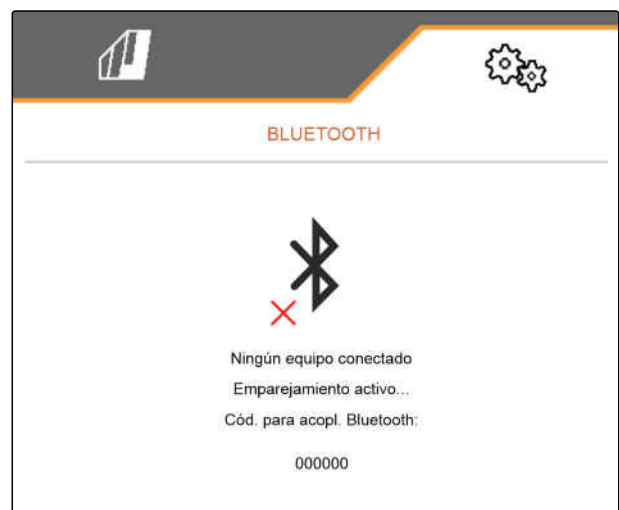 BLUETOOTH
Ningún equipo conectado
Emparejamiento activo...
Cód. para acopl. Bluetooth:
000000